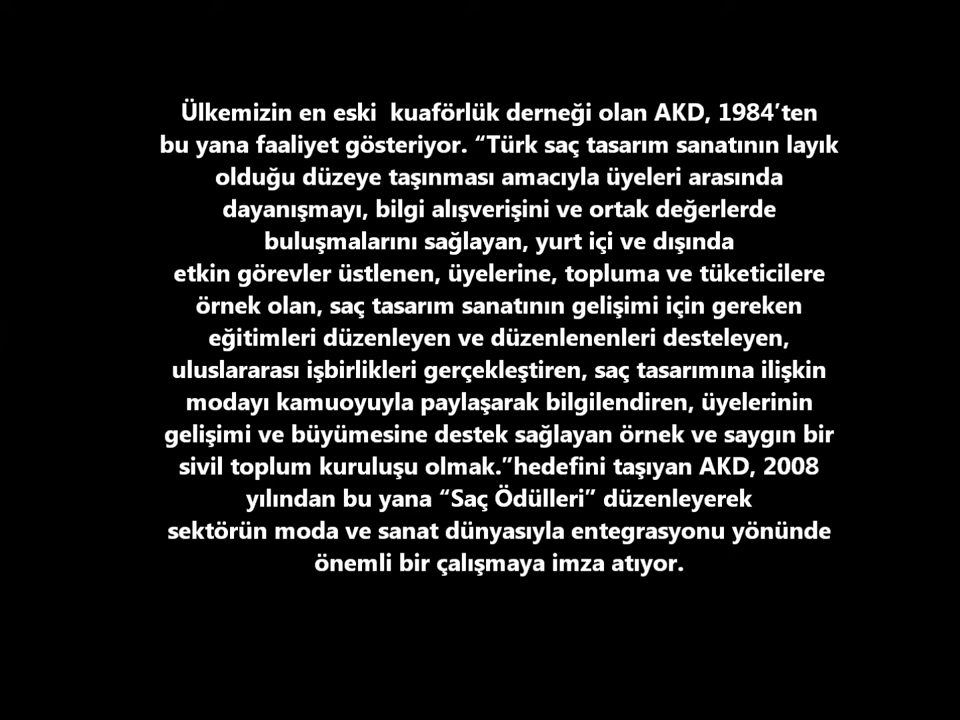 Ülkemizin en eski  kuaförlük derneği olan AKD, 1984'ten
bu yana faaliyet gösteriyor. “Türk saç tasarım sanatının layık
olduğu düzeye taşınması amacıyla üyeleri arasında
dayanışmayı, bilgi alışverişini ve ortak değerlerde
buluşmalarını sağlayan, yurt içi ve dışında
etkin görevler üstlenen, üyelerine, topluma ve tüketicilere
örnek olan, saç tasarım sanatının gelişimi için gereken
eğitimleri düzenleyen ve düzenlenenleri desteleyen,
uluslararası işbirlikleri gerçekleştiren, saç tasarımına ilişkin
modayı kamuoyuyla paylaşarak bilgilendiren, üyelerinin
gelişimi ve büyümesine destek sağlayan örnek ve saygın bir
sivil toplum kuruluşu olmak.”hedefini taşıyan AKD, 2008
yılından bu yana “Saç Ödülleri” düzenleyerek
sektörün moda ve sanat dünyasıyla entegrasyonu yönünde
önemli bir çalışmaya imza atıyor.